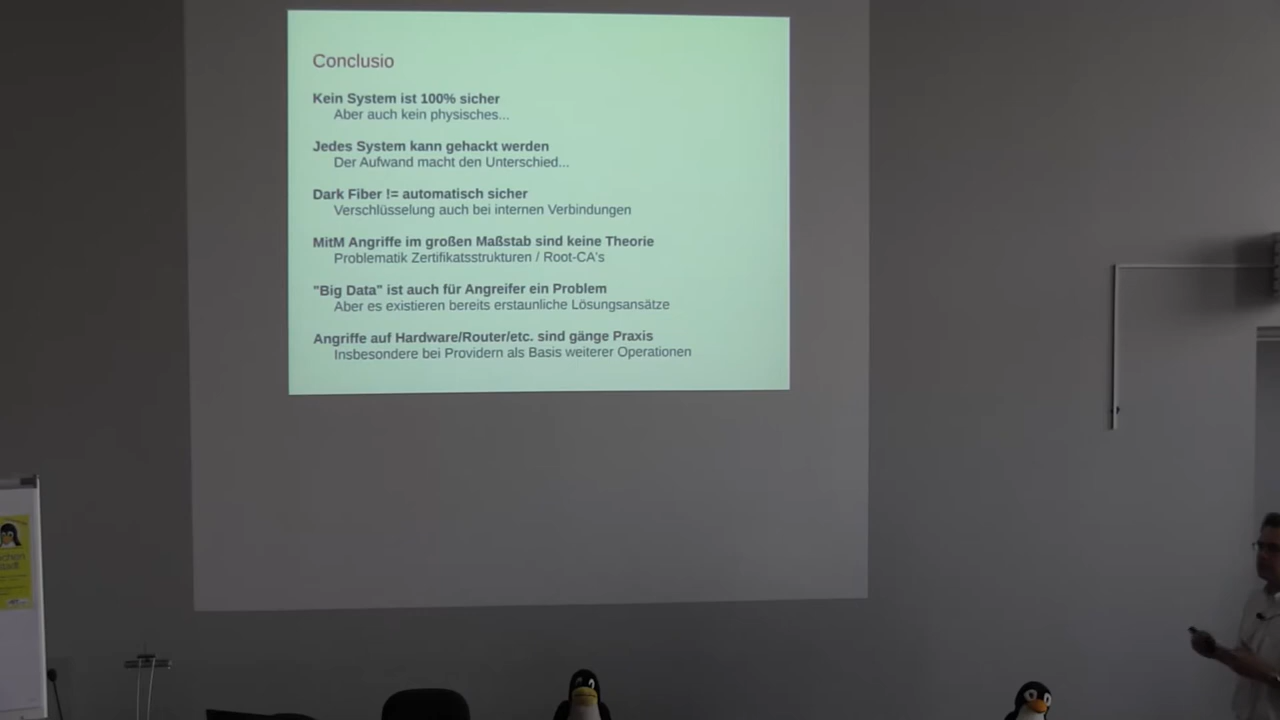 Conclusio
Kein System ist 100% sicher
Aber auch kein physisches...
Jedes System kann gehackt werden
Der Aufwand macht den Unterschied...
Dark Fiber != automatisch sicher
Verschlüsselung auch bei internen Verbindungen
MitM Angriffe im großen Maßstab sind keine Theorie
Problematik Zertifikatsstrukturen / Root-CA's
"Big Data" ist auch für Angreifer ein Problem
Aber es existieren bereits erstaunliche Lösungsansätze
Angriffe auf Hardware/Router/etc. sind gänge Praxis
Insbesondere bei Providern als Basis weiterer Operationen